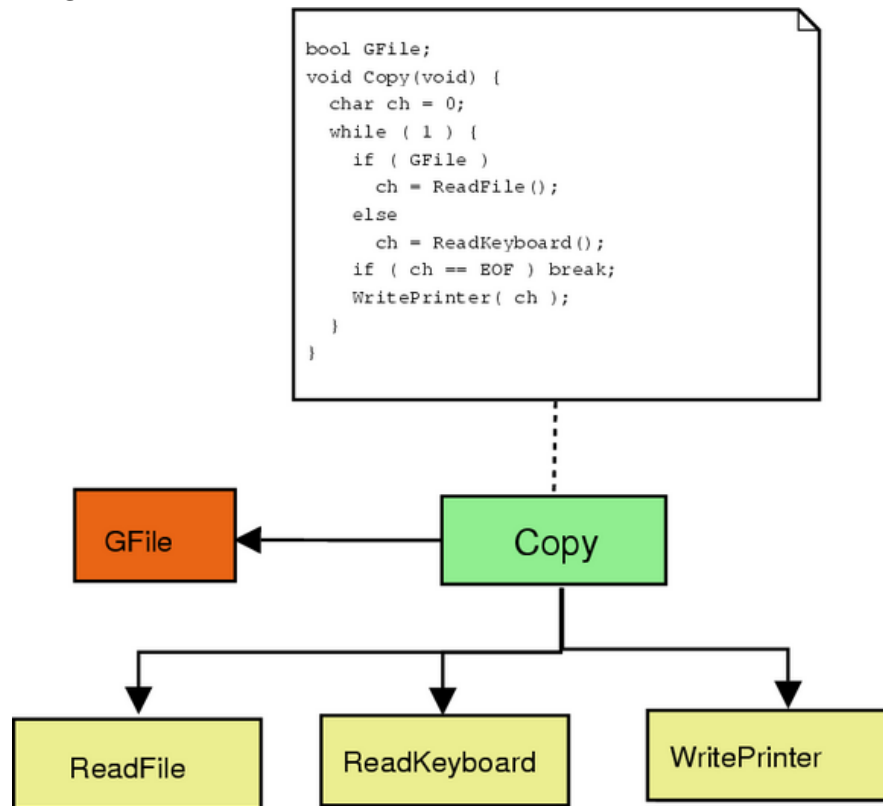 bool GFile;
void Copy(void) {
  char ch = 0;
  while ( 1 ) {
    if ( GFile )
      ch = ReadFile();
    else
      ch = ReadKeyboard();
    if ( ch == EOF ) break;
    WritePrinter( ch );
  }
}
GFile
Copy
ReadFile
ReadKeyboard
WritePrinter